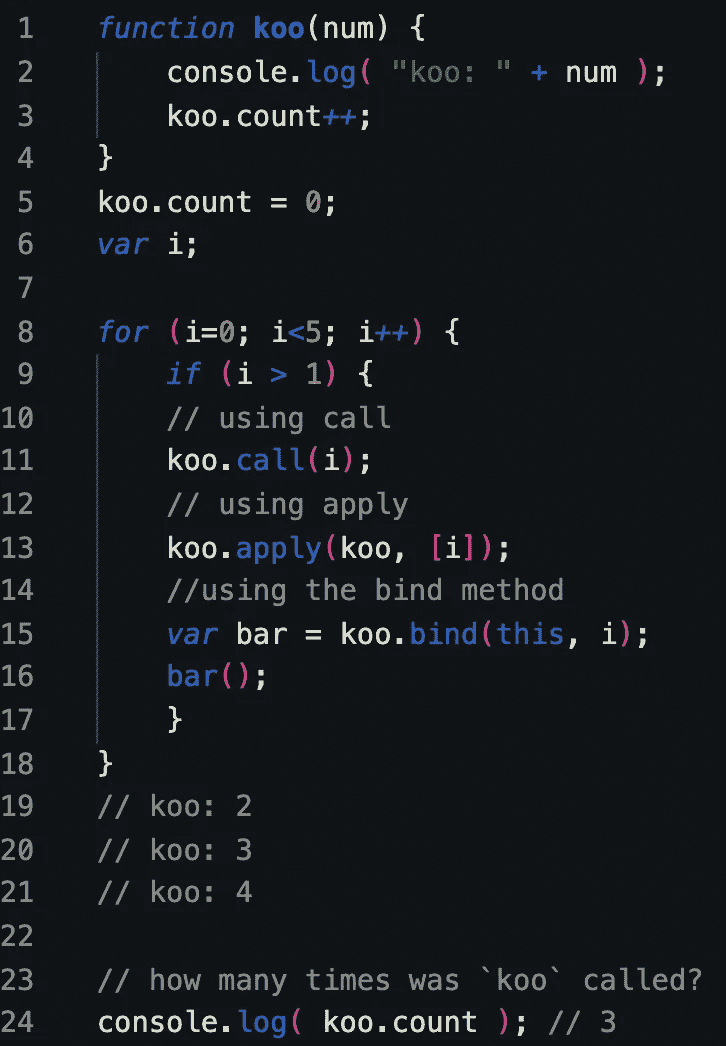 1 function koo(num) {
2 console.log( "koo: " + num );
3 koo.count++;
4 }
5 koo.count = 0;
6 var i;
7
8 for (i=0; i<5; i++) {
9 if (i > 1) {
10 // using call
11 koo.call(i);
12 // using apply
13 koo.apply(koo, [i]);
14 //using the bind method
15 var bar = koo.bind(this, i);
16 bar();
17 }
18 }
19 // koo: 2
20 // koo: 3
21 // koo: 4
22
23 // how many times was `koo` called?
24 console.log( koo.count ); // 3